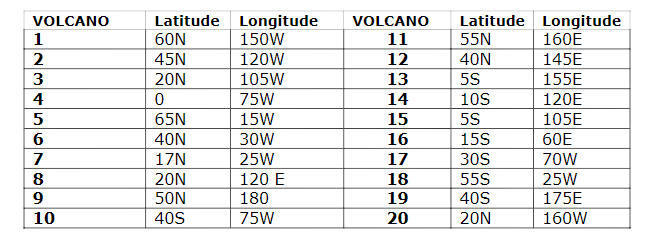 VOLCANO Latitude Longitude VOLCANO Latitude Longitude
1 60N 150W 11 55N 160E
2 45N 120W 12 40N 145E
3 20N 105W 13 5S 155E
4 0 75W 14 10S 120E
5 65N 15W 15 5S 105E
6 40N 30W 16 15S 60E
7 17N 25W 17 30S 70W
8 20N 120 E 18 55S 25W
9 50N 180 19 40S 175E
10 40S 75W 20 20N 160W